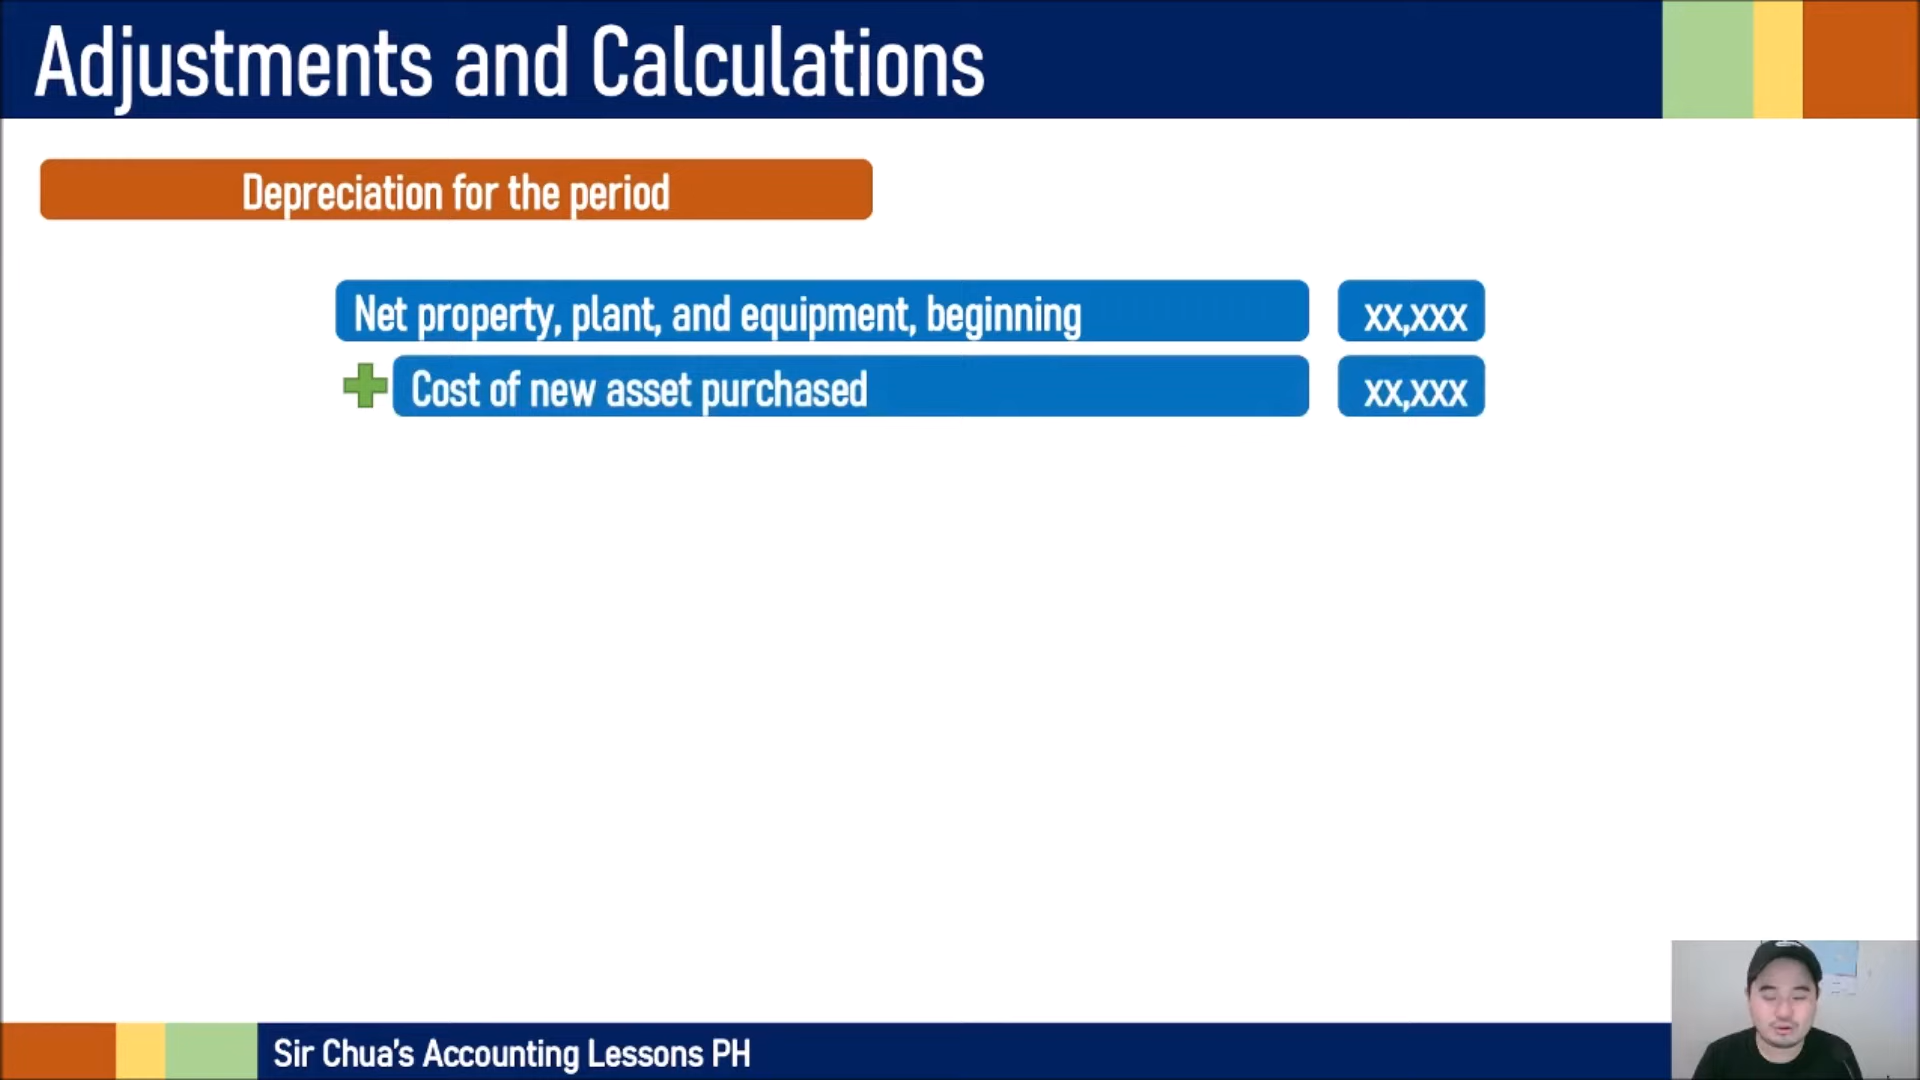 Adjustments and Calculations
Depreciation for the period
Net property, plant, and equipment, beginning xx,xxx
Cost of new asset purchased xx,xxx
Sir Chua's Accounting Lessons PH